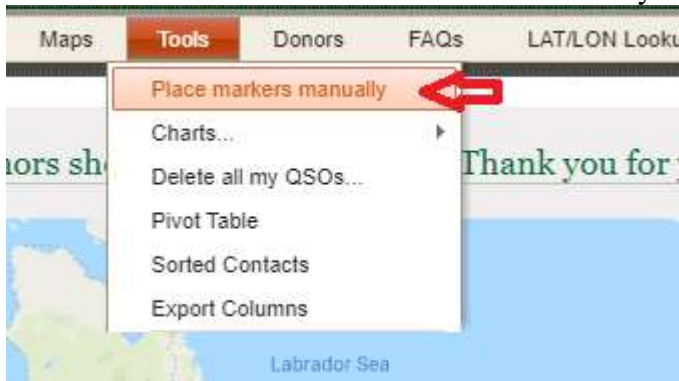 Maps Tools Donors FAQs LAT/LON
Place markers manually
Charts...
Thank you for
Delete all my QSOs...
Pivot Table
Sorted Contacts
Export Columns
Labrador Sea